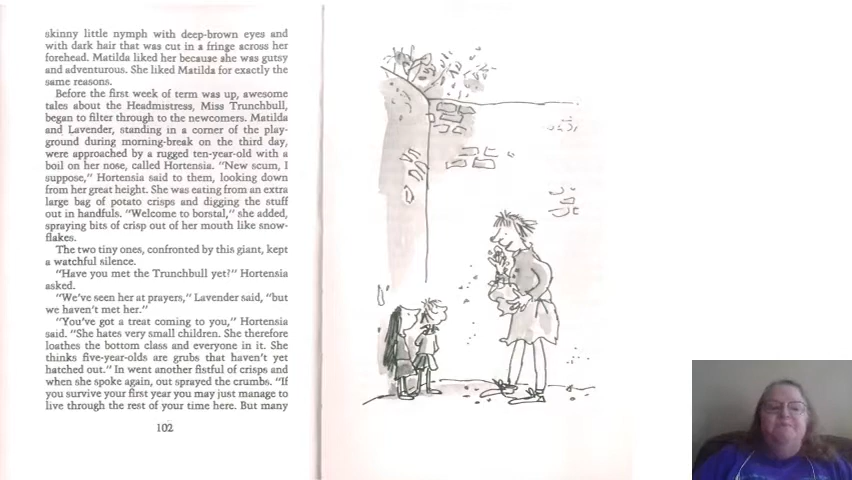 skinny little nymph with deep-brown eyes and
with dark hair that was cut in a fringe across her
forehead. Matilda liked her because she was gutsy
and adventurous. She liked Matilda for exactly the
same reasons.
Before the first week of term was up, awesome
tales about the Headmistress, Miss Trunchbull,
began to filter through to the newcomers. Matilda
and Lavender, standing in a corner of the play-
ground during morning-break on the third day,
were approached by a rugged ten-year-old with a
boil on her nose, called Hortensia. "New scum, I
suppose," Hortensia said to them, looking down
from her great height. She was eating from an extra
large bag of potato crisps and digging the stuff
out in handfuls. "Welcome to borstal," she added,
spraying bits of crisp out of her mouth like snow-
flakes.
The two tiny ones, confronted by this giant, kept
a watchful silence.
"Have you met the Trunchbull yet?" Hortensia
asked.
"We've seen her at prayers," Lavender said, "but
we haven't met her."
"You've got a treat coming to you," Hortensia
said. "She hates very small children. She therefore
loathes the bottom class and everyone in it. She
thinks five-year-olds are grubs that haven't yet
hatched out." In went another fistful of crisps and
when she spoke again, out sprayed the crumbs. "If
you survive your first year you may just manage to
live through the rest of your time here. But many
102